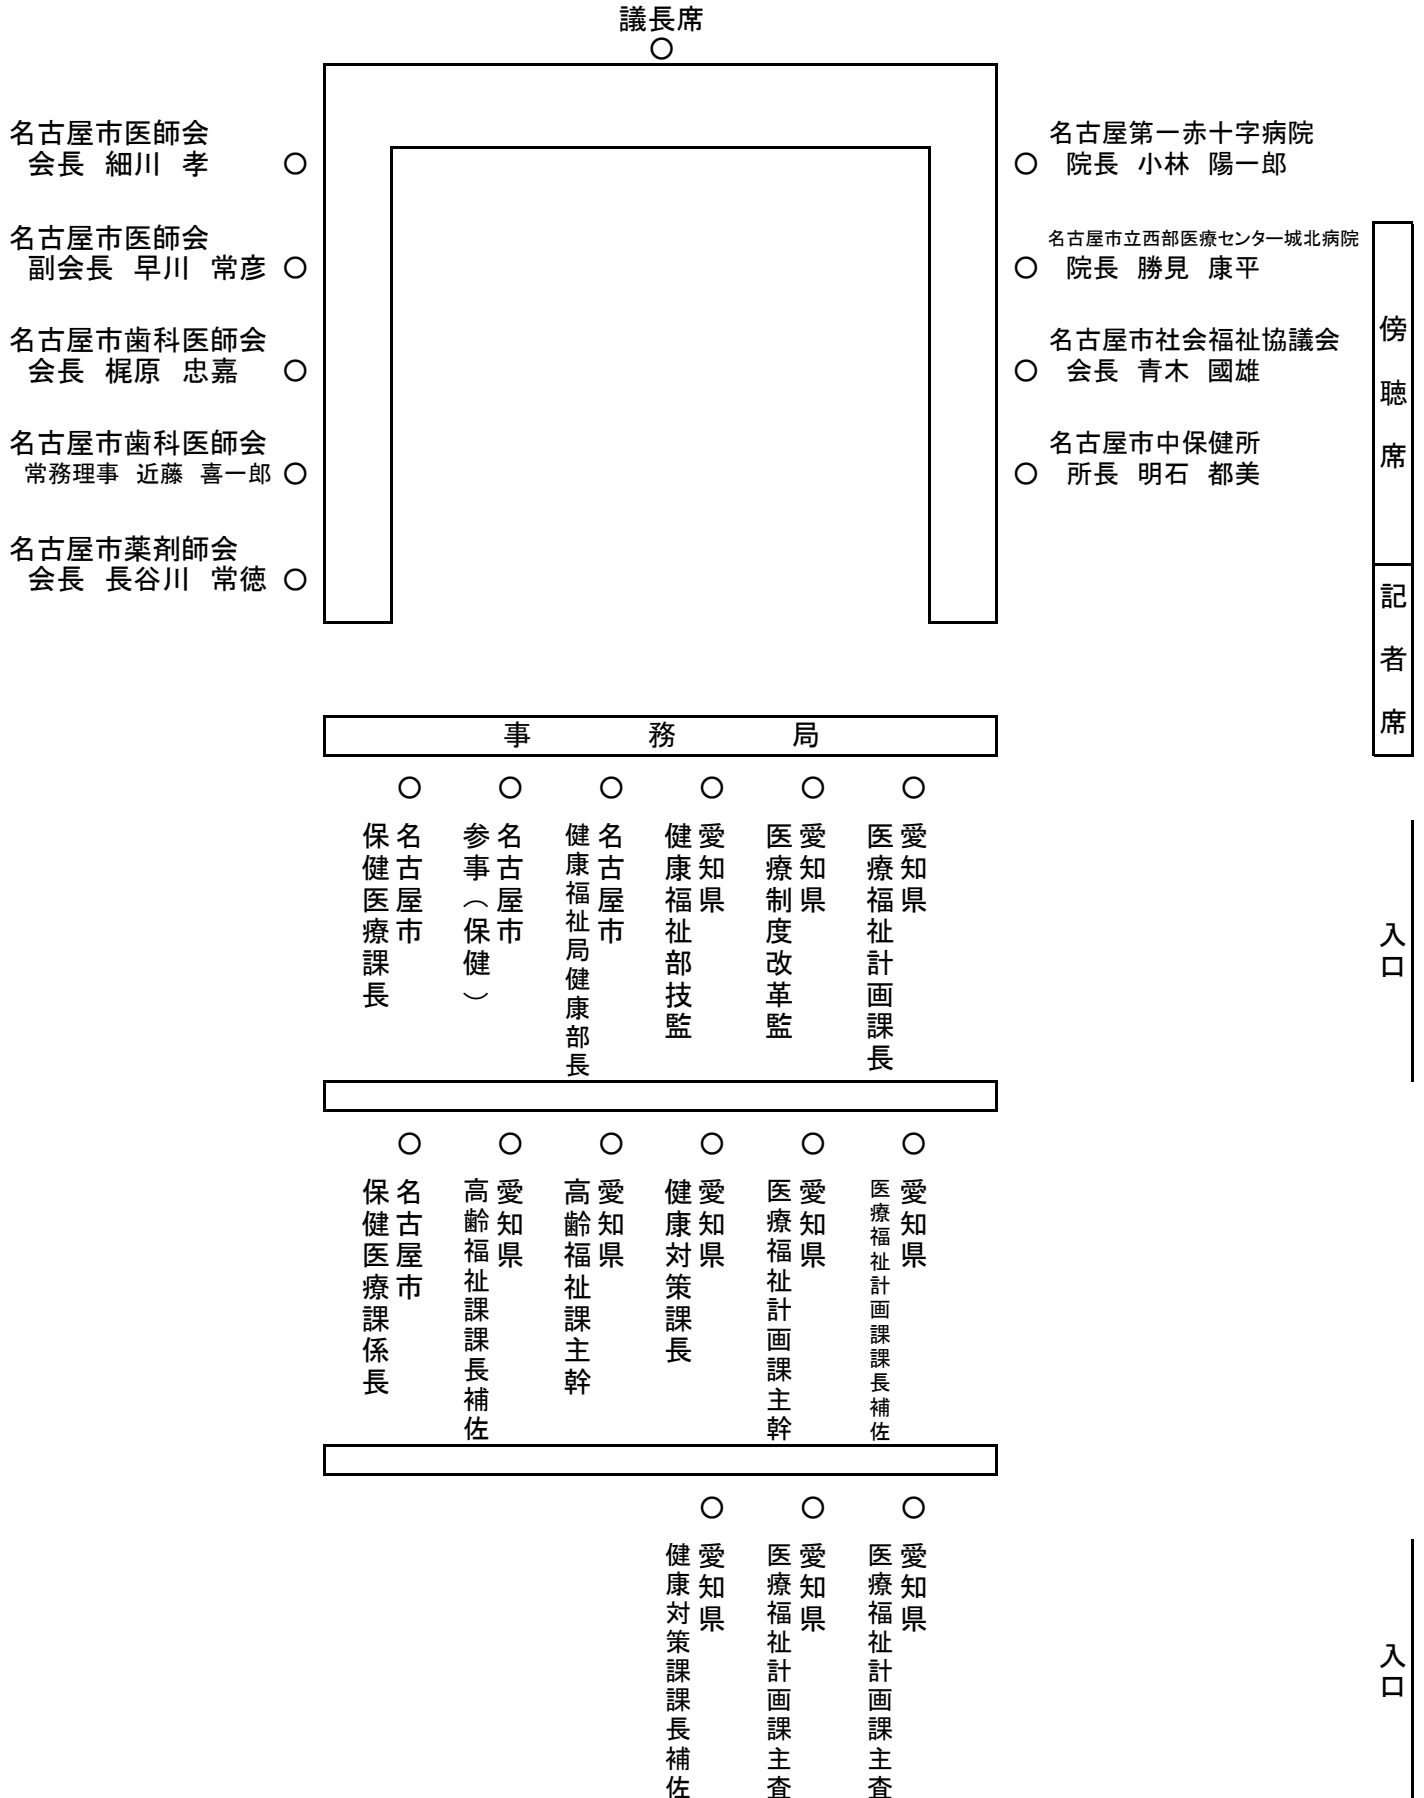 議長席
名古屋市医師会
会長 細川 孝
名古屋市医師会
副会長 早川 常彦
名古屋市歯科医師会
会長 梶原 忠嘉
名古屋市歯科医師会
常務理事 近藤 喜一郎
名古屋市薬剤師会
会長 長谷川 常徳
名古屋第一赤十字病院
院長 小林 陽一郎
名古屋市立西部医療センター城北病院
院長 勝見 康平
名古屋市社会福祉協議会
会長 青木 國雄
名古屋市中保健所
所長 明石 都美
傍聴席
記者席
事務局
愛知県
医療福祉計画課長
愛知県
医療制度改革監
愛知県
健康福祉部技監
名古屋市
健康福祉局健康部長
名古屋市
参事（保健）
名古屋市
保健医療課長
入口
愛知県
医療福祉計画課課長補佐
愛知県
医療福祉計画課主幹
愛知県
健康対策課長
愛知県
高齢福祉課主幹
愛知県
高齢福祉課課長補佐
名古屋市
保健医療課係長
愛知県
医療福祉計画課主査
愛知県
医療福祉計画課主査
愛知県
健康対策課課長補佐
入口